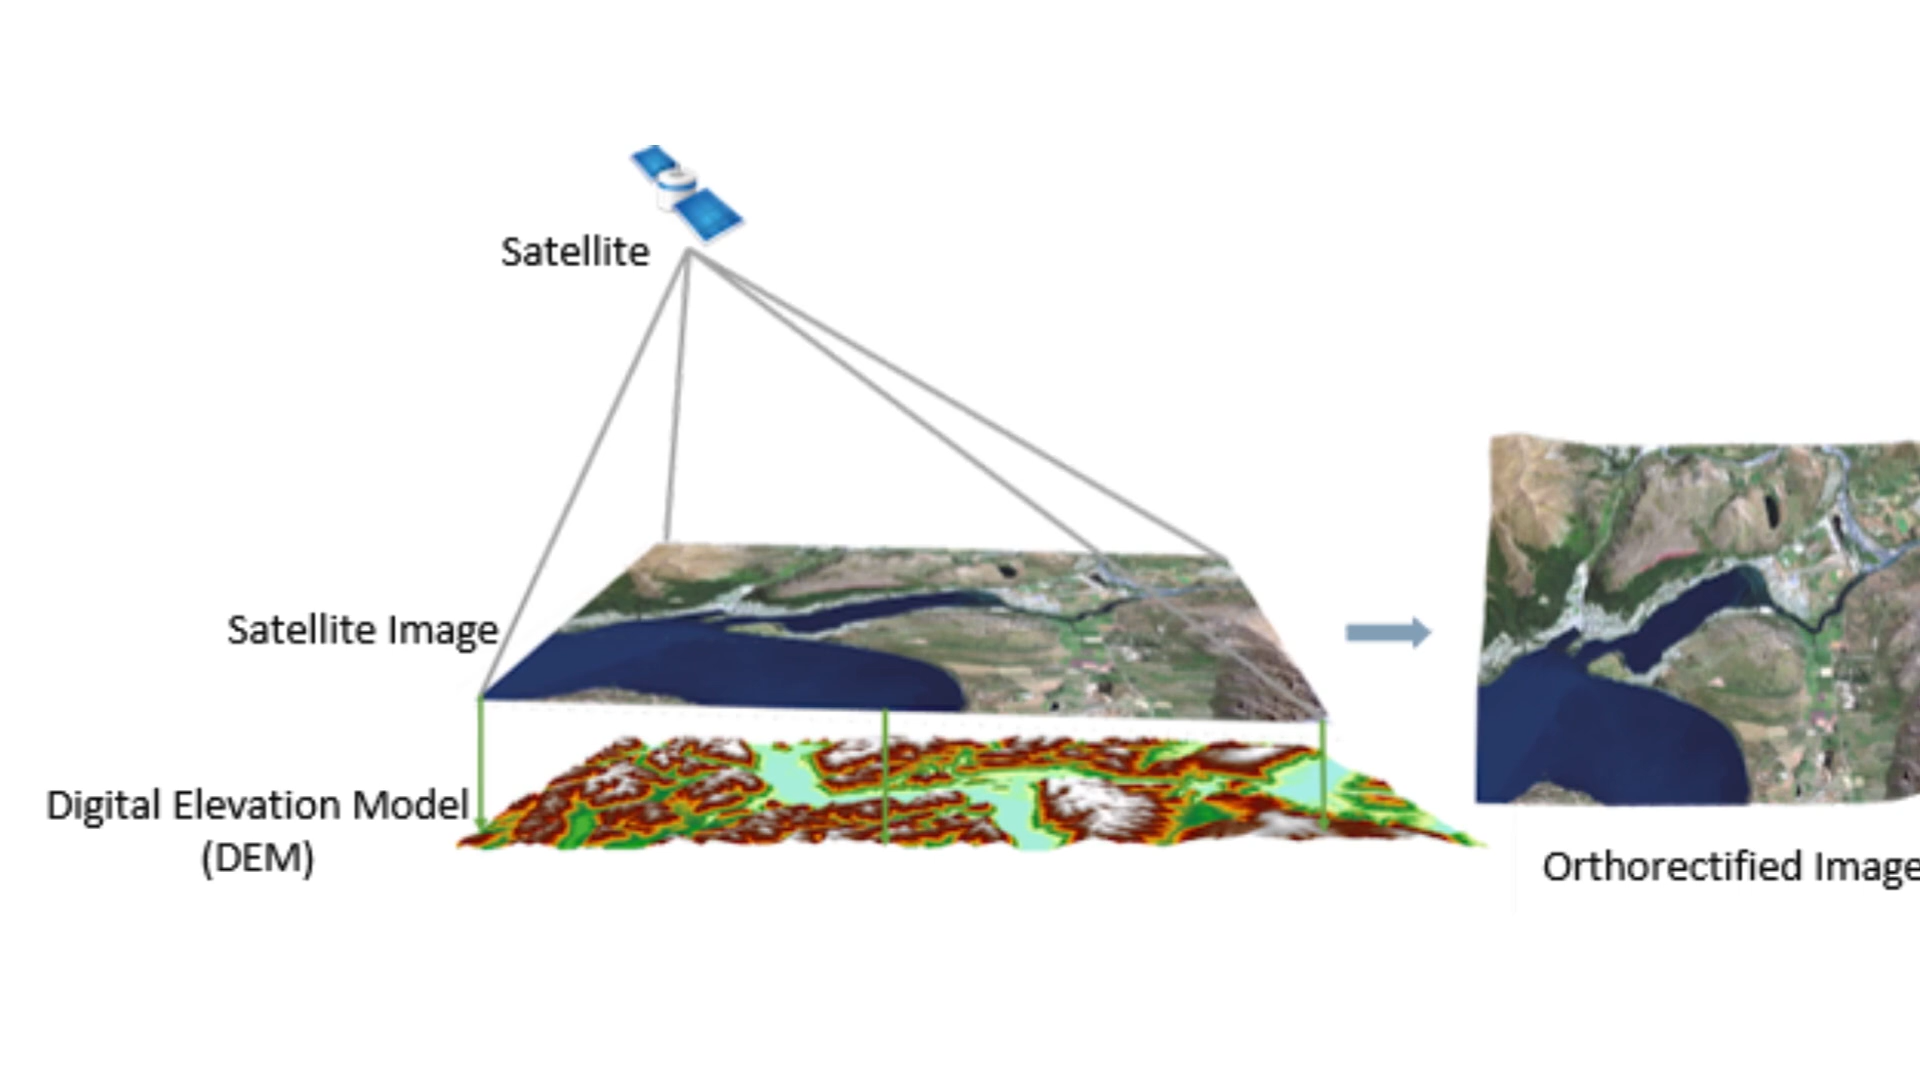 Satellite
Satellite Image
Digital Elevation Model
(DEM)
Orthorectified Image